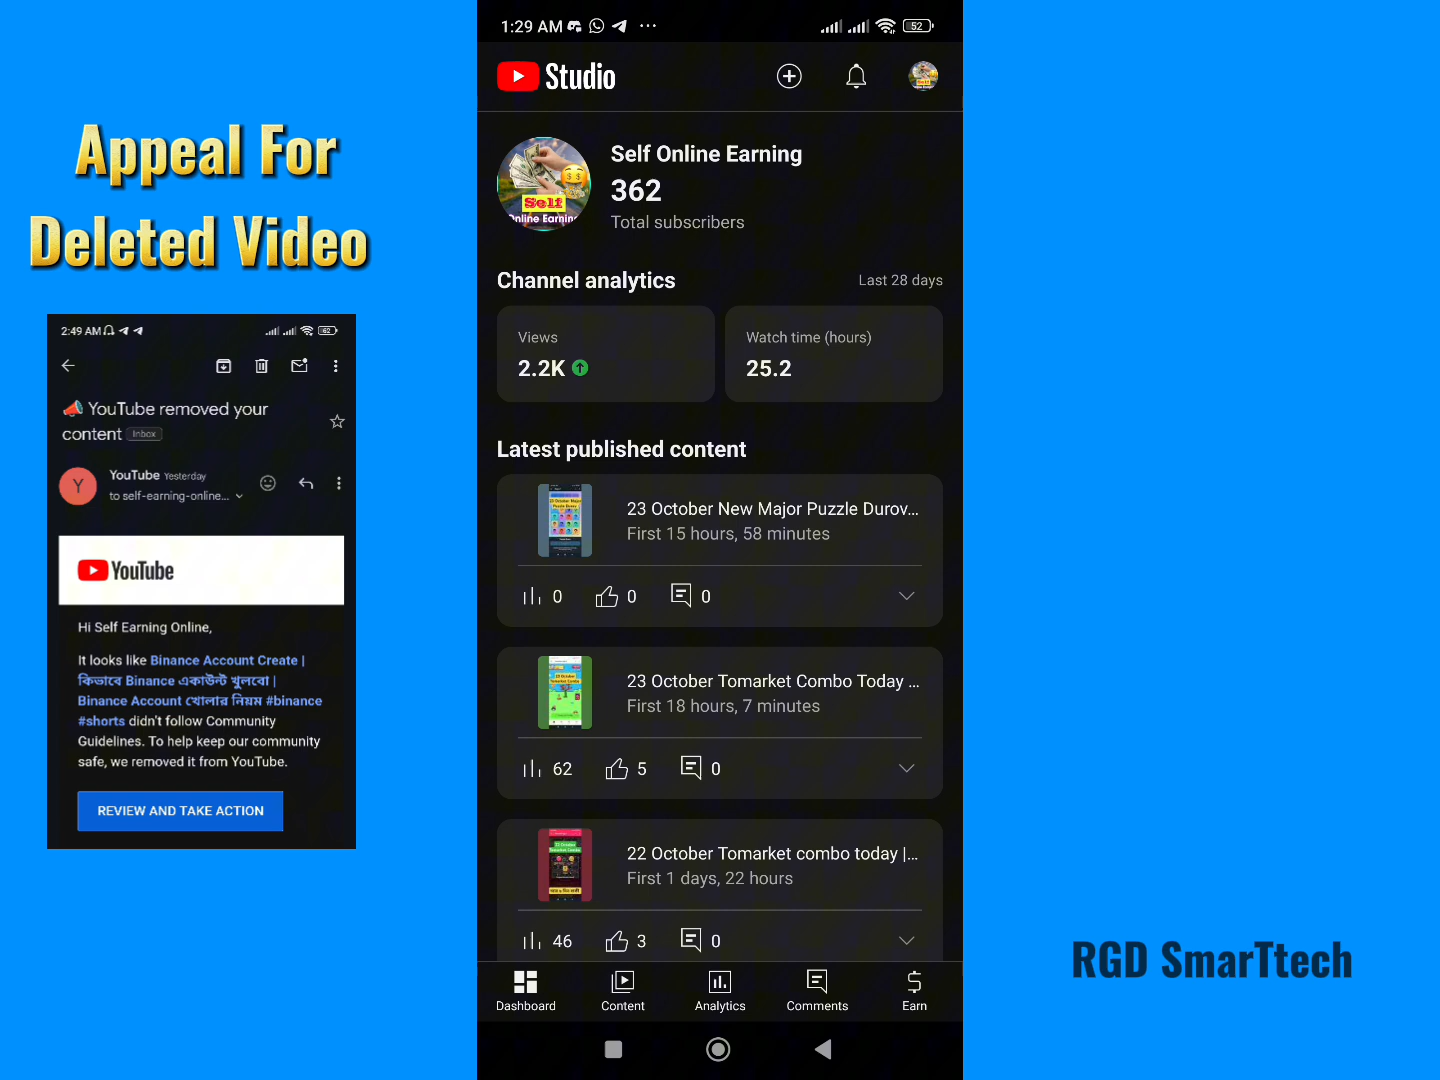 Appeal For
Deleted Video
2:49 AM
62
YouTube removed your
content Inbox
Y
YouTube Yesterday
to self-earning-online...
YouTube
Hi Self Earning Online,
It looks like Binance Account Create |
কিভাবে Binance একাউন্ট খুলবো |
Binance Account খোলার নিয়ম #binance
#shorts didn't follow Community
Guidelines. To help keep our community
safe, we removed it from YouTube.
REVIEW AND TAKE ACTION
1:29 AM
52
Studio
Self Online Earning
362
Total subscribers
Self
Online Earnin
Channel analytics
Last 28 days
Views
2.2K
Watch time (hours)
25.2
Latest published content
23 October New Major Puzzle Durov...
First 15 hours, 58 minutes
0 0 0
23 October Tomarket Combo Today ...
First 18 hours, 7 minutes
62 5 0
22 October Tomarket combo today |...
First 1 days, 22 hours
46 3 0
Dashboard
Content
Analytics
Comments
Earn
RGD SmarTtech